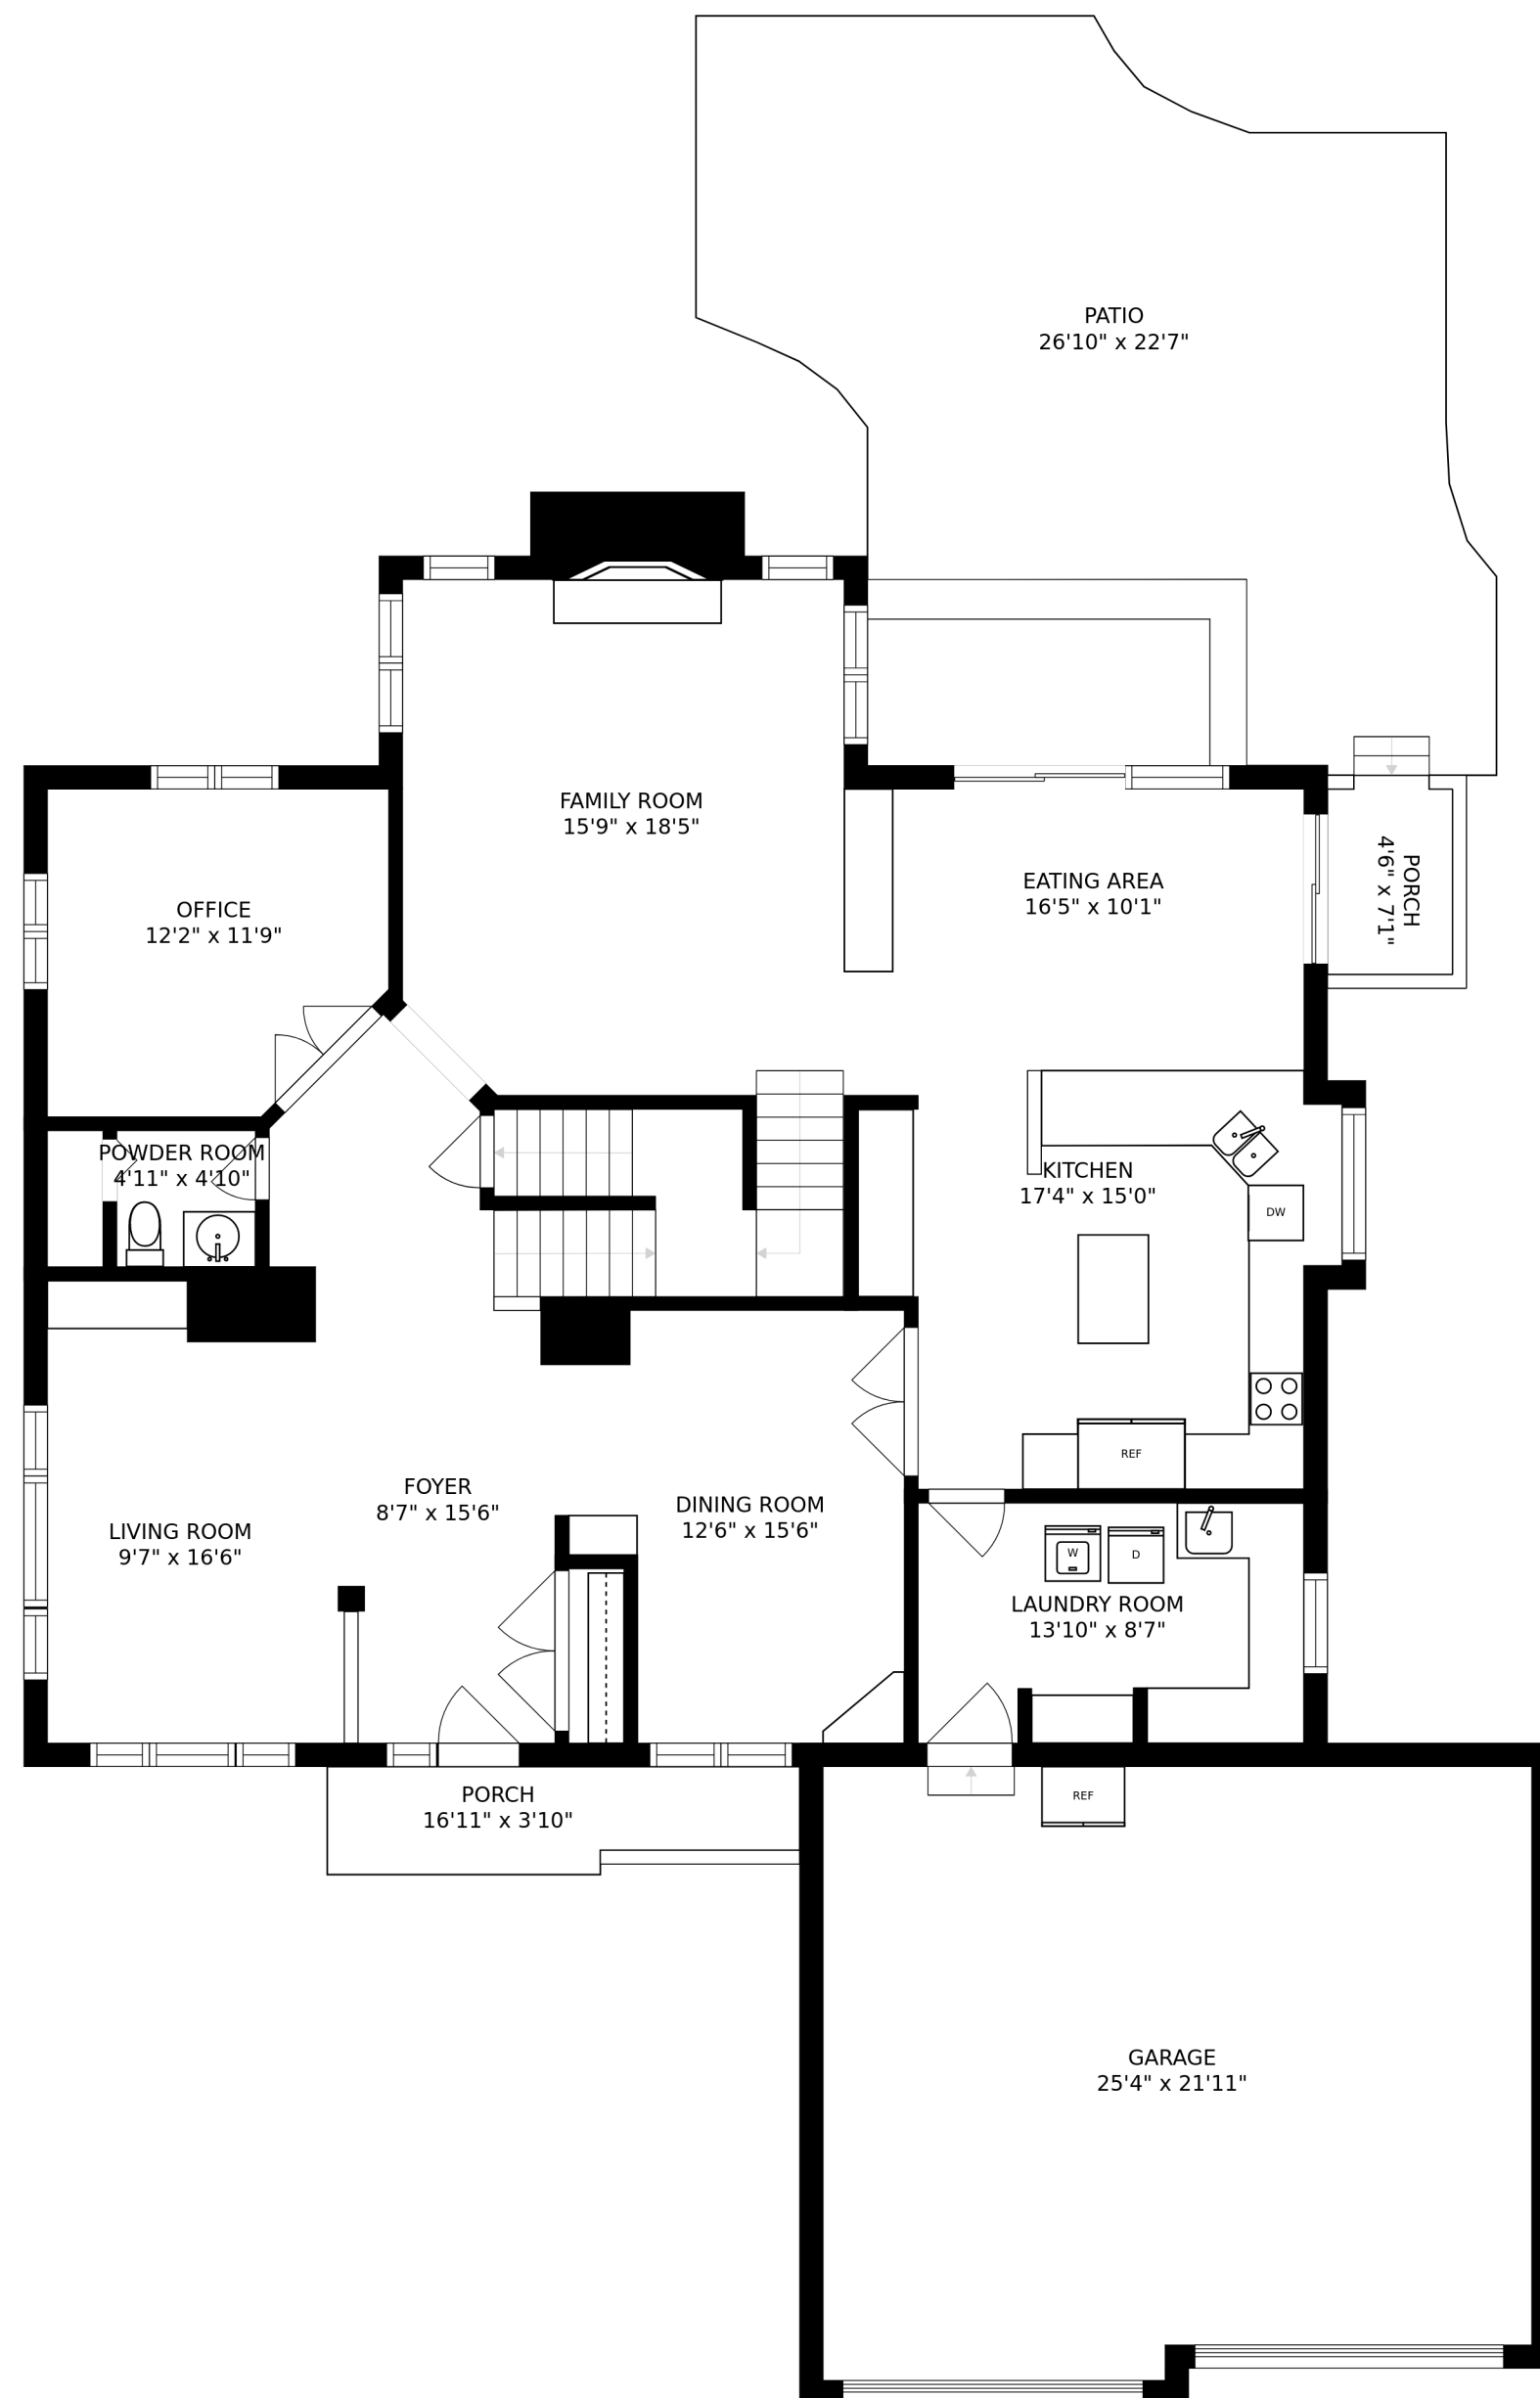 PATIO
26'10" x 22'7"
FAMILY ROOM
15'9" x 18'5"
EATING AREA
16'5" x 10'1"
PORCH
4'6" x 7'1"
OFFICE
12'2" x 11'9"
POWDER ROOM
4'11" x 4'10"
KITCHEN
17'4" x 15'0"
DW
REF
FOYER
8'7" x 15'6"
DINING ROOM
12'6" x 15'6"
LIVING ROOM
9'7" x 16'6"
W
D
LAUNDRY ROOM
13'10" x 8'7"
PORCH
16'11" x 3'10"
REF
GARAGE
25'4" x 21'11"